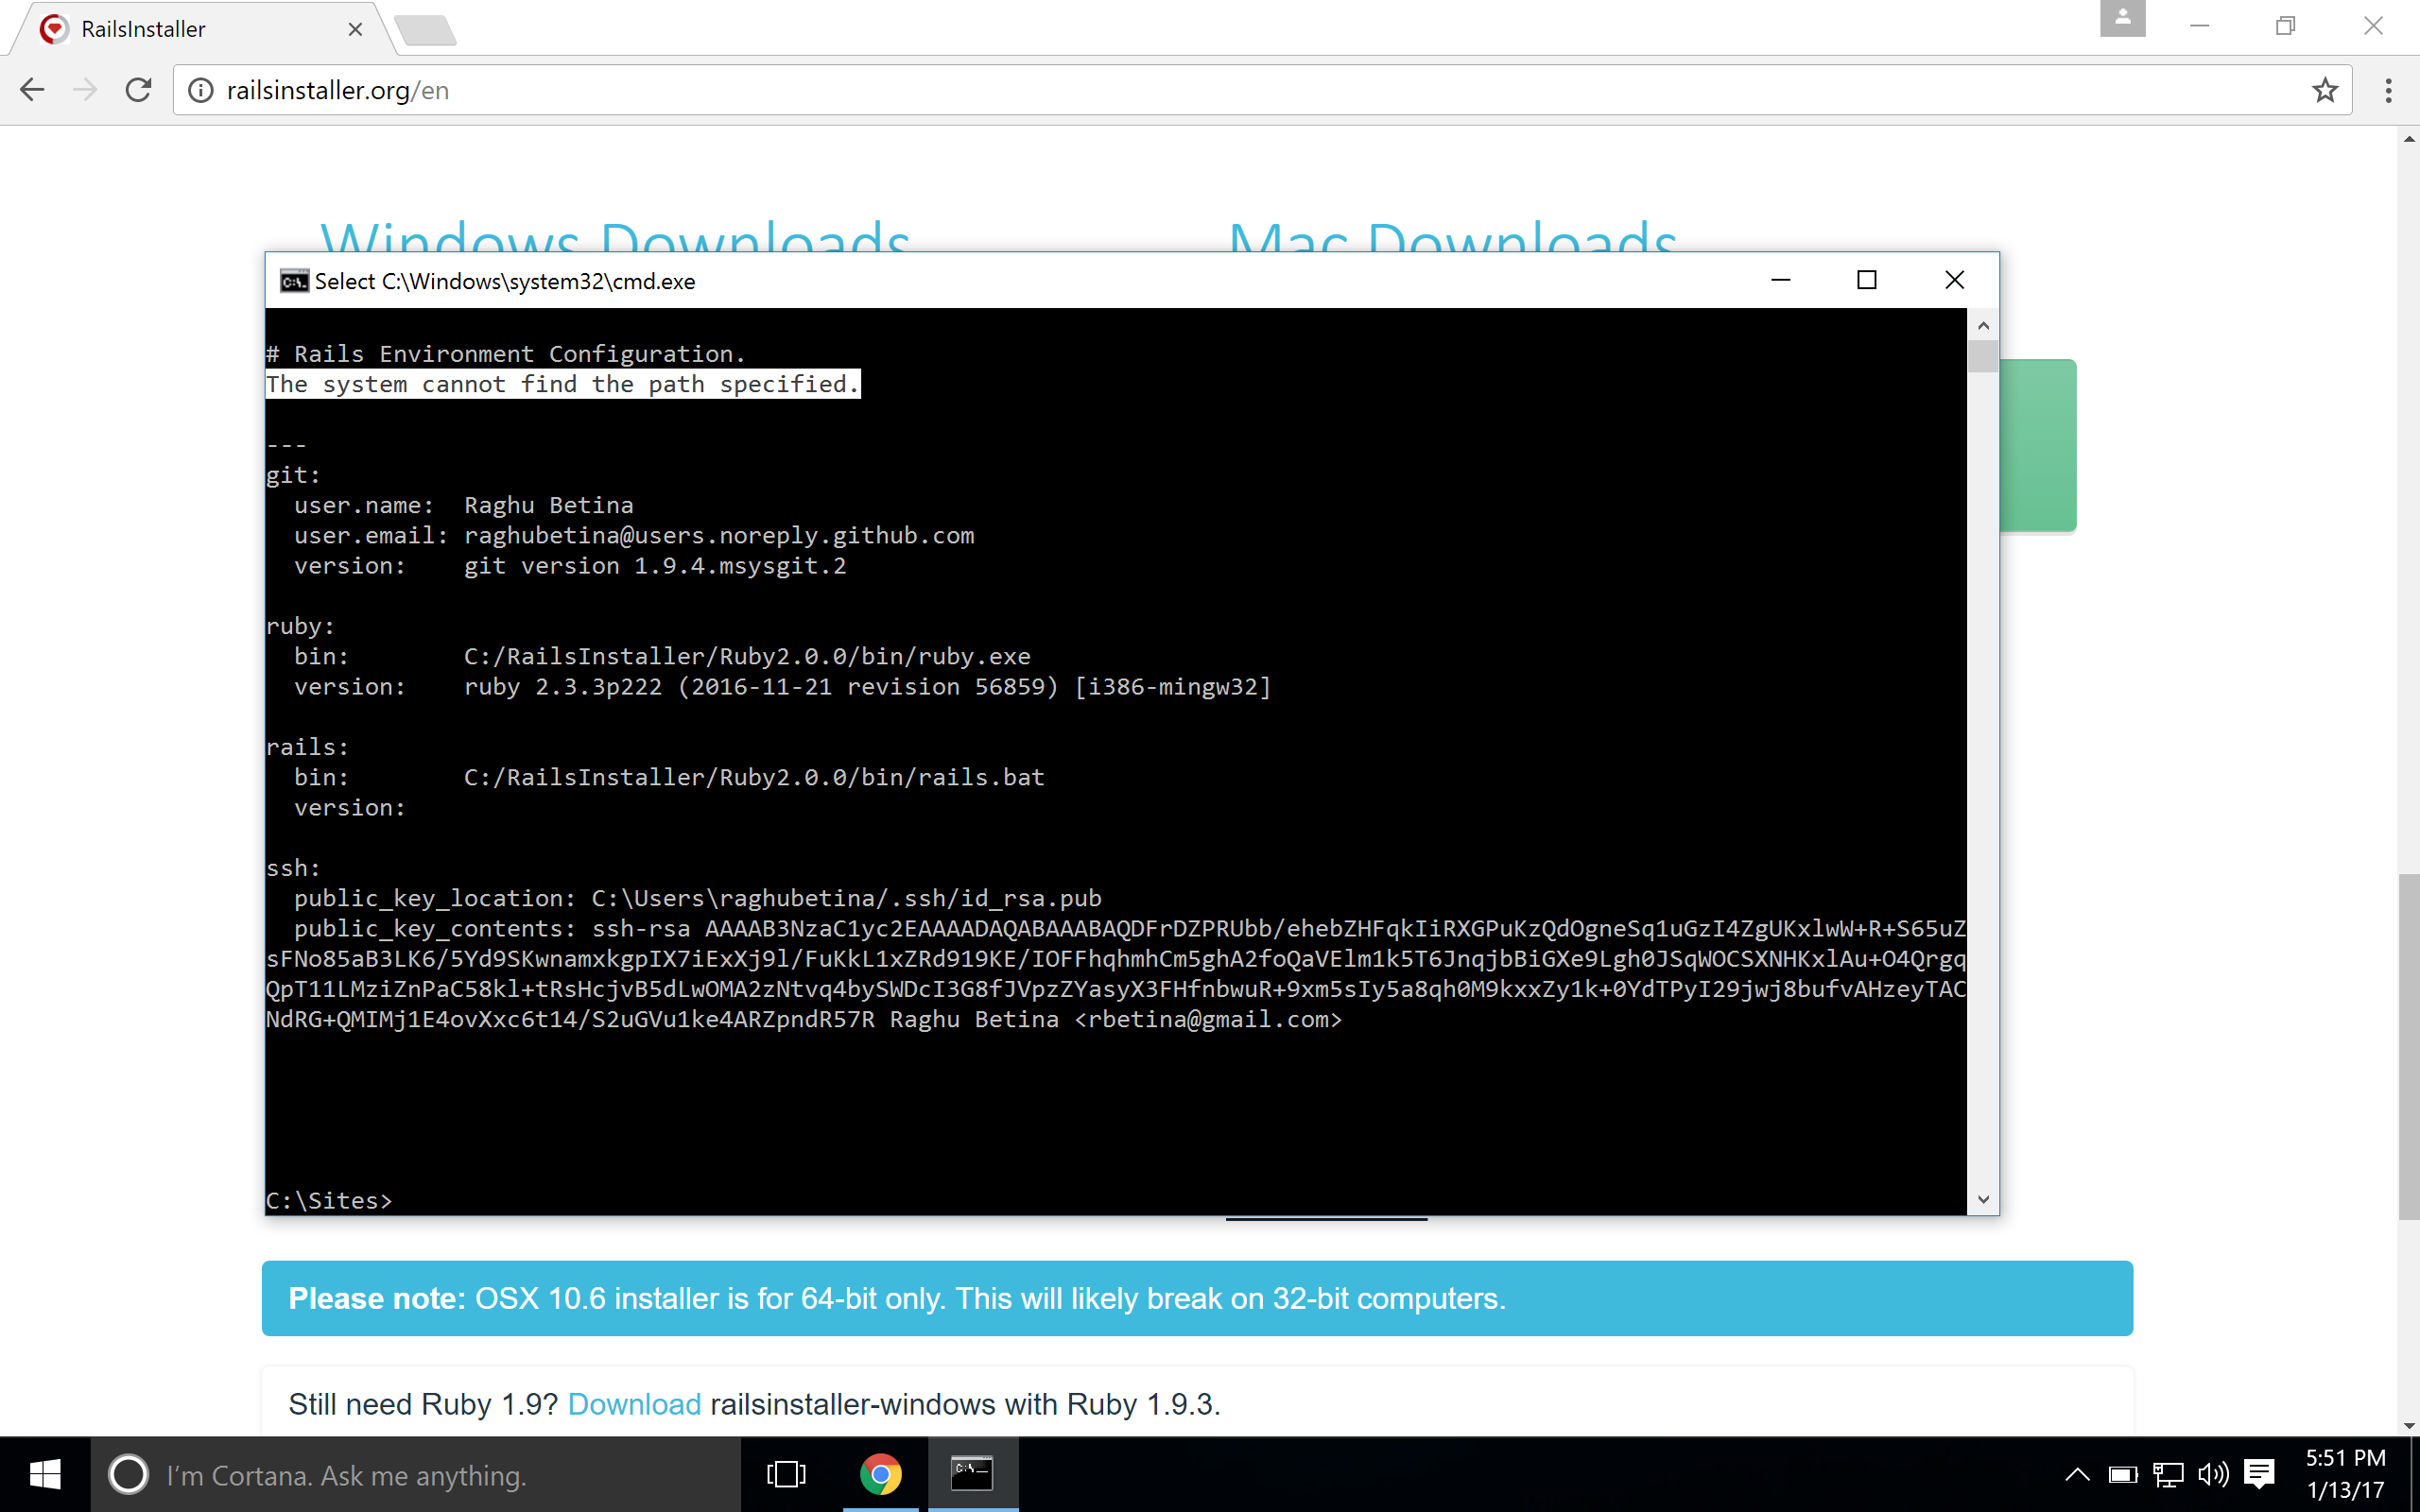 RailsInstaller
railsinstaller.org/en
Windows Downloads
Mac Downloads
Select C:\Windows\system32\cmd.exe
# Rails Environment Configuration.
The system cannot find the path specified.
---
git:
  user.name:  Raghu Betina
  user.email: raghubetina@users.noreply.github.com
  version:    git version 1.9.4.msysgit.2
ruby:
  bin:        C:/RailsInstaller/Ruby2.0.0/bin/ruby.exe
  version:    ruby 2.3.3p222 (2016-11-21 revision 56859) [i386-mingw32]
rails:
  bin:        C:/RailsInstaller/Ruby2.0.0/bin/rails.bat
  version:
ssh:
  public_key_location: C:\Users\raghubetina/.ssh/id_rsa.pub
  public_key_contents: ssh-rsa AAAAB3NzaC1yc2EAAAADAQABAAABAQDFrDZPRUbb/ehebZHFqkIiRXGPuKzQdOgneSq1uGzI4ZgUKxlwW+R+S65uZ
sFNo85aB3LK6/5Yd9SKwnamxkgpIX7iExXj9l/FuKkL1xZRd919KE/IOFFhqhmhCm5ghA2foQaVElm1k5T6JnqjbBiGXe9Lgh0JSqWOCSXNHKxlAu+O4Qrgq
QpT11LMziZnPaC58kl+tRsHcjvB5dLwOMA2zNtvq4bySWDcI3G8fJVpzZYasyX3FHfnbwuR+9xm5sIy5a8qh0M9kxxZy1k+0YdTPyI29jwj8bufvAHzeyTAC
NdRG+QMIMj1E4ovXxc6t14/S2uGVu1ke4ARZpndR57R Raghu Betina <rbetina@gmail.com>
C:\Sites>
Please note: OSX 10.6 installer is for 64-bit only. This will likely break on 32-bit computers.
Still need Ruby 1.9? Download railsinstaller-windows with Ruby 1.9.3.
I'm Cortana. Ask me anything.
5:51 PM
1/13/17